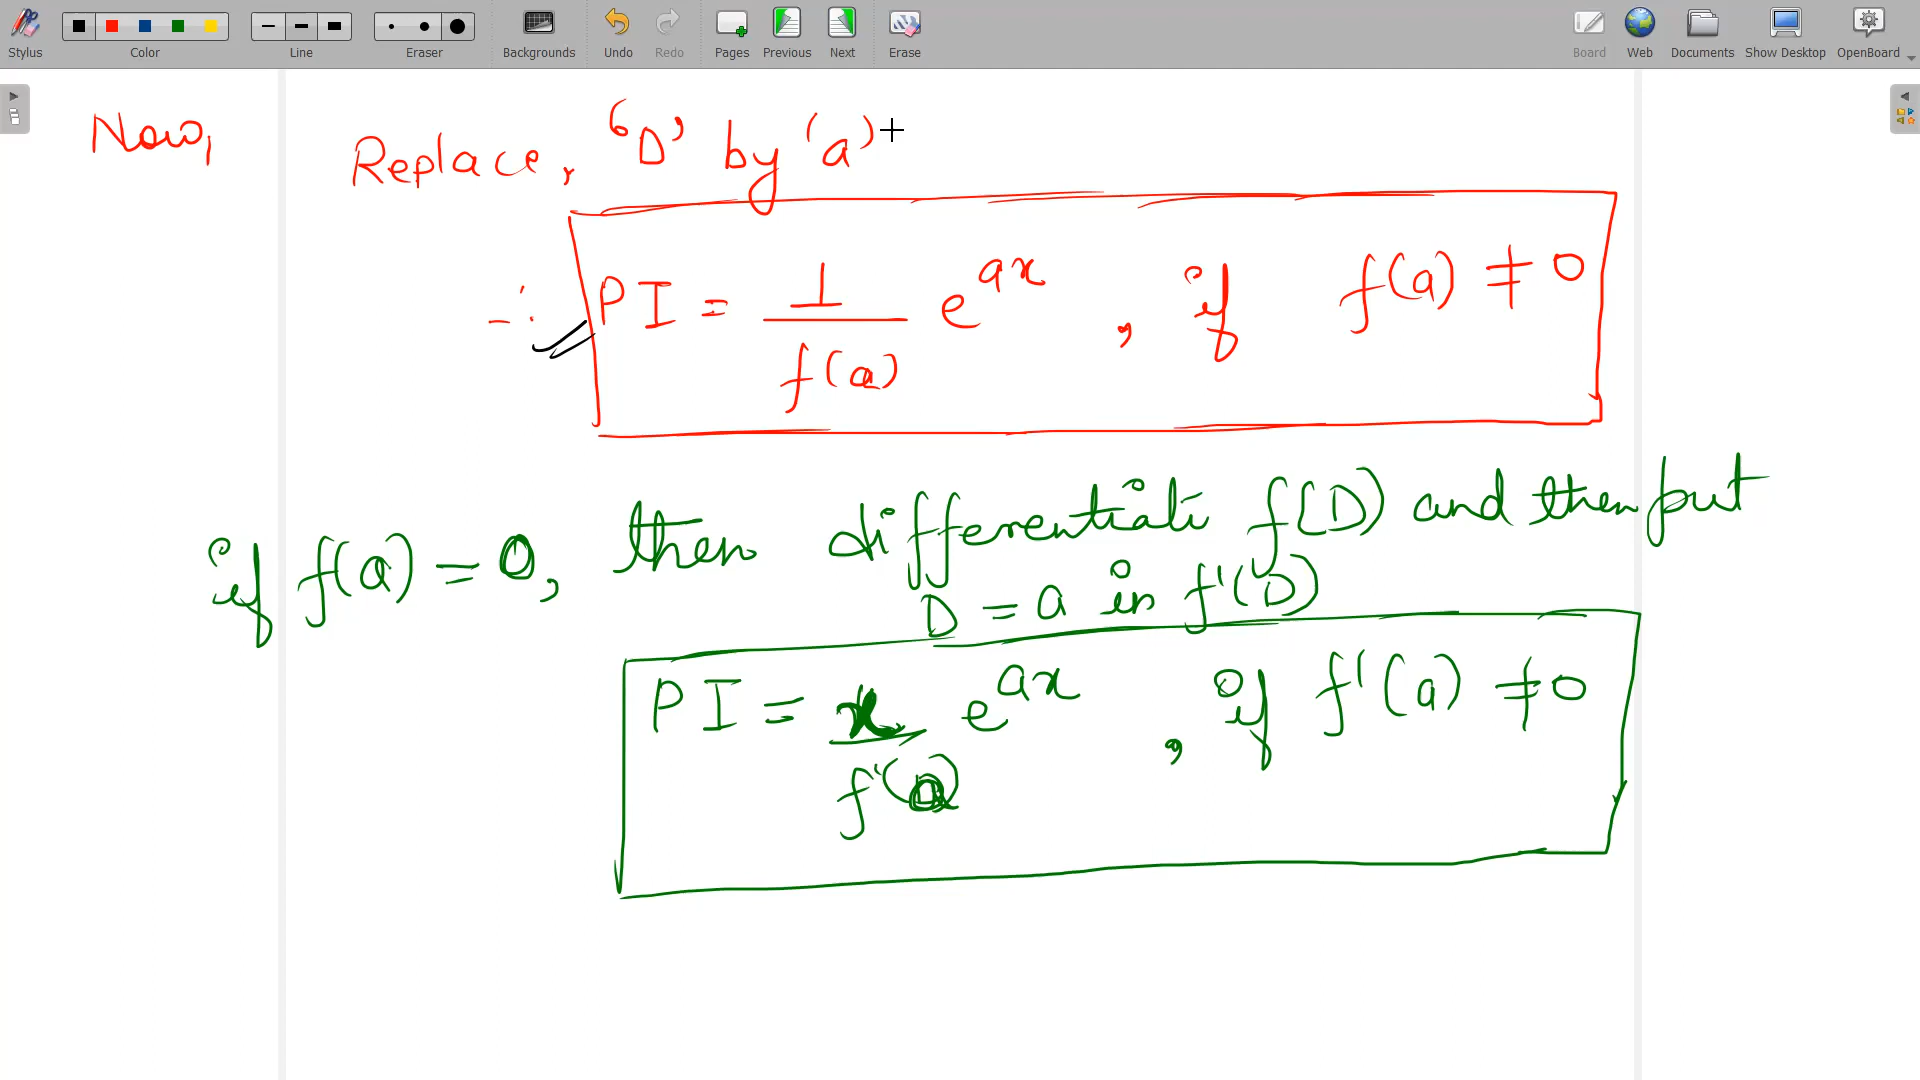 Stylus Color Line Eraser Backgrounds Undo Redo Pages Previous Next Erase Board Web Documents Show Desktop OpenBoard
Now,
Replace, 'D' by 'a'
∴ PI = 1/f(a) e^{ax}, if f(a) ≠ 0
if f(a) = 0, then differentiate f(D) and then put
D = a in f'(D)
PI = x/f'(a) e^{ax}, if f'(a) ≠ 0